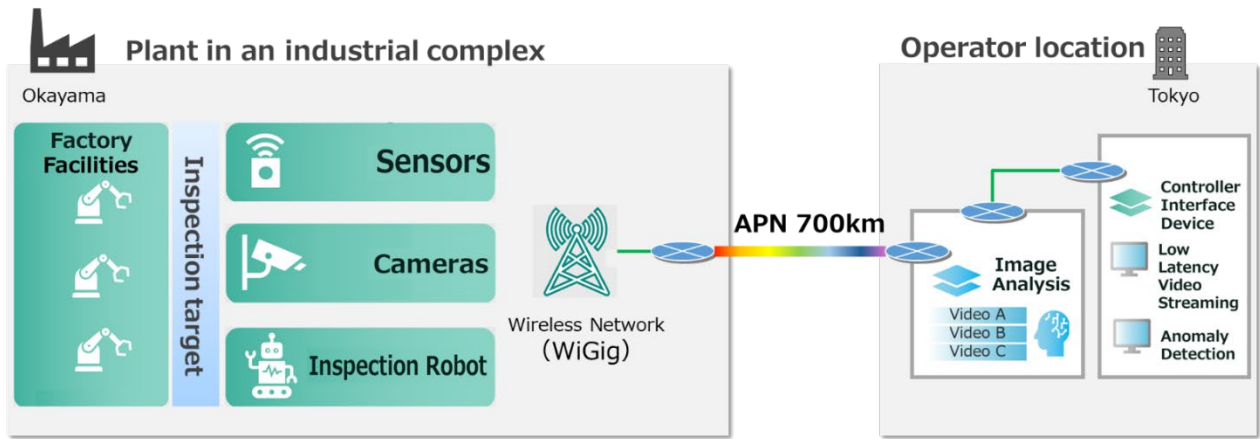 Plant in an industrial complex
Okayama
Factory
Facilities
Inspection target
Sensors
Cameras
Inspection Robot
Wireless Network
(WiGig)
APN 700km
Operator location
Tokyo
Image
Analysis
Video A
Video B
Video C
Controller
Interface
Device
Low
Latency
Video
Streaming
Anomaly
Detection